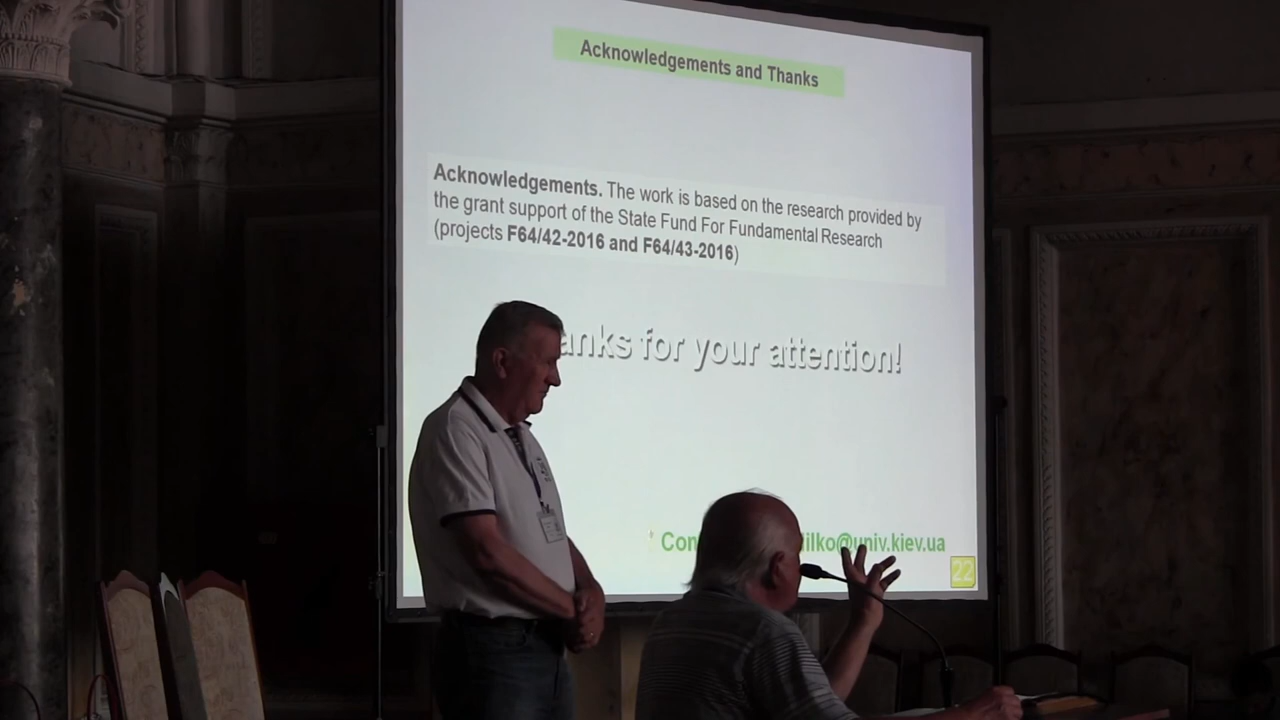 Acknowledgements and Thanks
Acknowledgements. The work is based on the research provided by
the grant support of the State Fund For Fundamental Research
(projects F64/42-2016 and F64/43-2016)
anks for your attention!
Con ilko@univ.kiev.ua
22